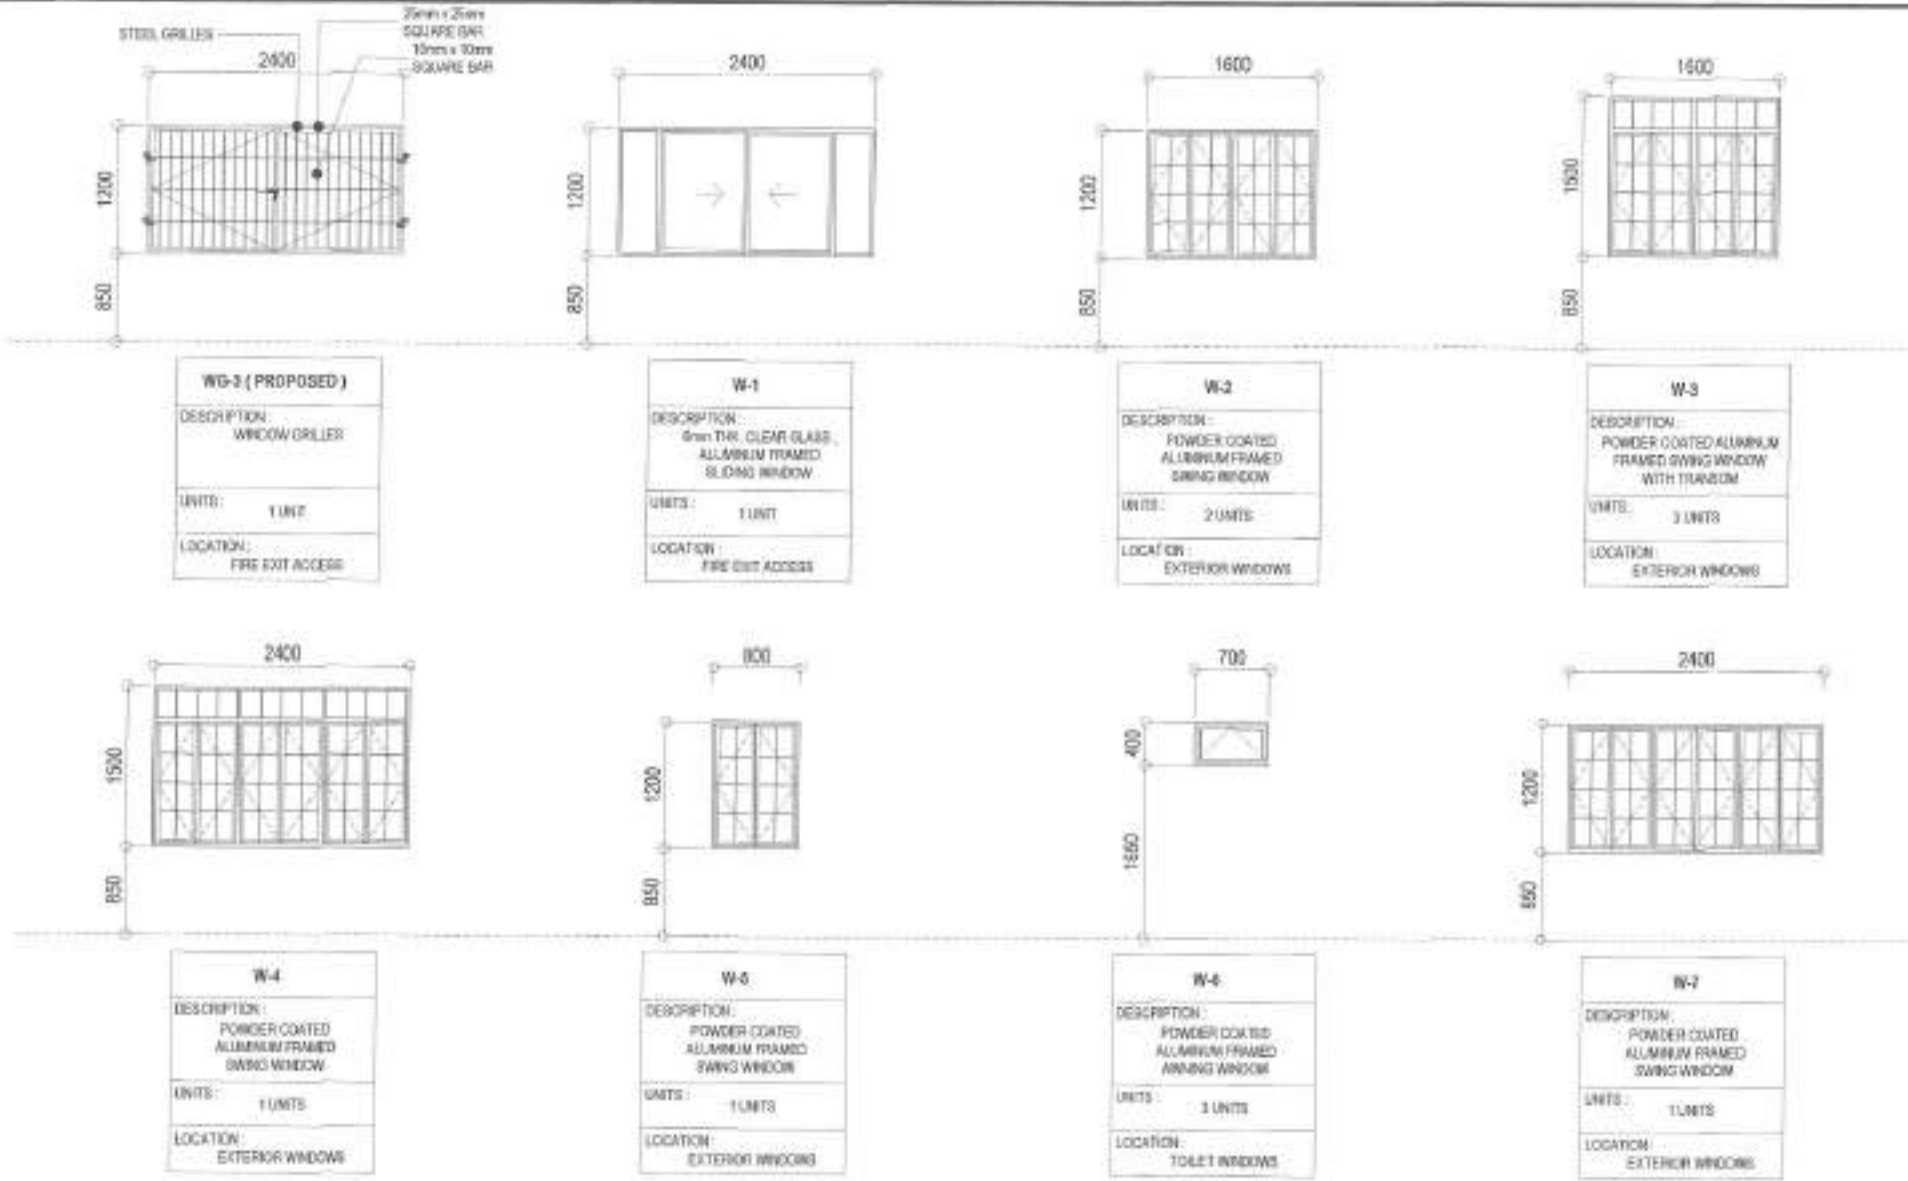 STEEL GRILLES
25mm x 25mm
SQUARE BAR
10mm x 10mm
SQUARE BAR
2400
1200
850
WG-3 ( PROPOSED )
DESCRIPTION:
WINDOW GRILLES
UNITS :
1 UNIT
LOCATION :
FIRE EXIT ACCESS
2400
1200
850
W-1
DESCRIPTION :
6mm THK. CLEAR GLASS ,
ALUMINUM FRAMED
SLIDING WINDOW
UNITS :
1 UNIT
LOCATION :
FIRE EXIT ACCESS
1600
1200
850
W-2
DESCRIPTION :
POWDER COATED
ALUMINUM FRAMED
SWING WINDOW
UNITS :
2 UNITS
LOCATION :
EXTERIOR WINDOWS
1600
1500
850
W-3
DESCRIPTION :
POWDER COATED ALUMINUM
FRAMED SWING WINDOW
WITH TRANSOM
UNITS :
3 UNITS
LOCATION :
EXTERIOR WINDOWS
2400
1500
850
W-4
DESCRIPTION :
POWDER COATED
ALUMINUM FRAMED
SWING WINDOW
UNITS :
1 UNITS
LOCATION :
EXTERIOR WINDOWS
800
1200
850
W-5
DESCRIPTION :
POWDER COATED
ALUMINUM FRAMED
SWING WINDOW
UNITS :
1 UNITS
LOCATION :
EXTERIOR WINDOWS
700
400
1650
W-6
DESCRIPTION :
POWDER COATED
ALUMINUM FRAMED
AWNING WINDOW
UNITS :
3 UNITS
LOCATION :
TOILET WINDOWS
2400
1200
850
W-7
DESCRIPTION :
POWDER COATED
ALUMINUM FRAMED
SWING WINDOW
UNITS :
1 UNITS
LOCATION :
EXTERIOR WINDOWS